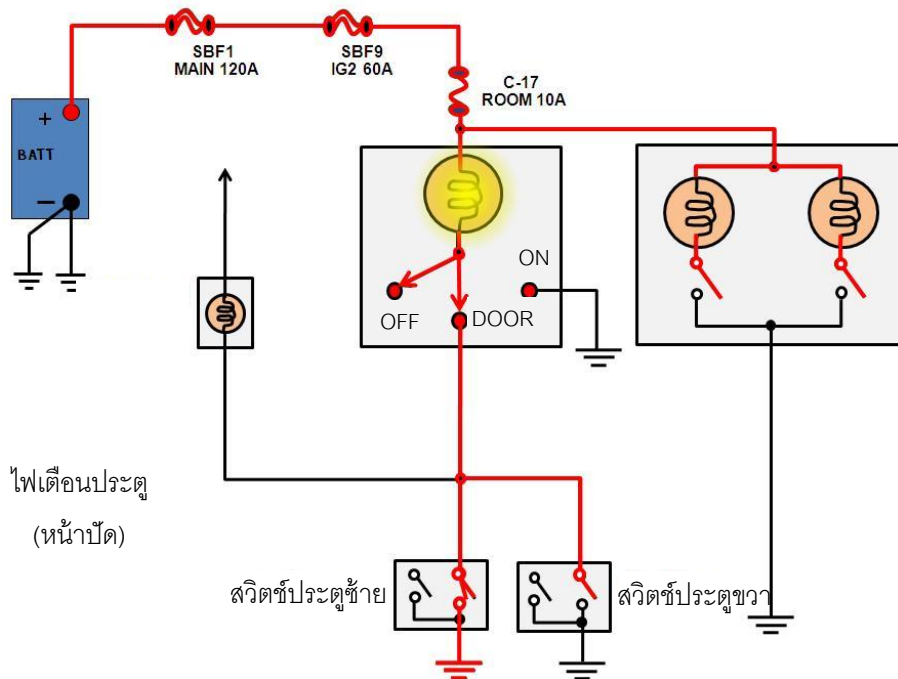 SBF1
MAIN 120A
SBF9
IG2 60A
C-17
ROOM 10A
+
BATT
−
ON
OFF
DOOR
ไฟเตือนประตู
(หน้าปัด)
สวิตช์ประตูซ้าย
สวิตช์ประตูขวา